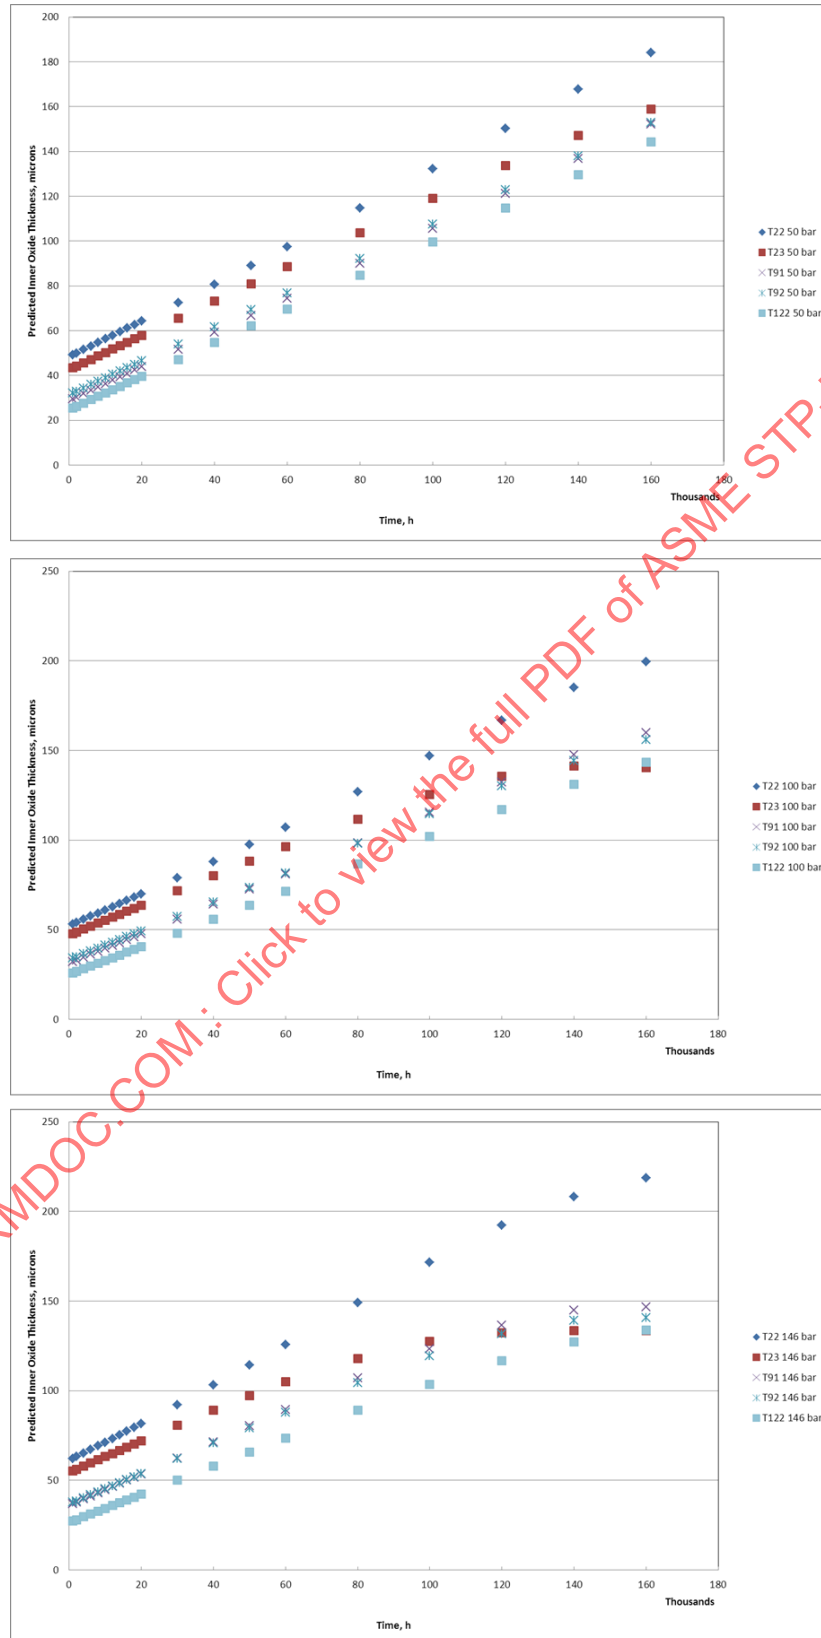 200
180
160
140
120
100
80
60
40
20
0
Predicted Inner Oxide Thickness, microns
0 20 40 60 80 100 120 140 160 180
Thousands
Time, h
T22 50 bar
T23 50 bar
T91 50 bar
T92 50 bar
T122 50 bar
250
200
150
100
50
0
Predicted Inner Oxide Thickness, microns
0 20 40 60 80 100 120 140 160 180
Thousands
Time, h
T22 100 bar
T23 100 bar
T91 100 bar
T92 100 bar
T122 100 bar
250
200
150
100
50
0
Predicted Inner Oxide Thickness, microns
0 20 40 60 80 100 120 140 160 180
Thousands
Time, h
T22 146 bar
T23 146 bar
T91 146 bar
T92 146 bar
T122 146 bar
MDOC.COM : Click to view the full PDF of ASME STP